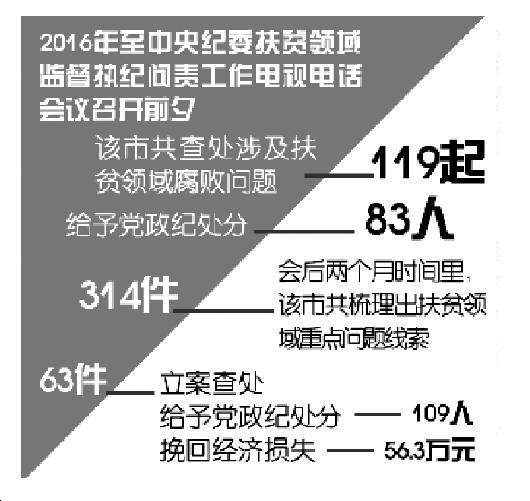 2016年至中央纪委扶贫领域
监督执纪问责工作电视电话
会议召开前夕
该市共查处涉及扶
贫领域腐败问题
119起
给予党政纪处分
83人
314件
会后两个月时间里，
该市共梳理出扶贫领
域重点问题线索
63件
立案查处
给予党政纪处分 109人
挽回经济损失 56.3万元